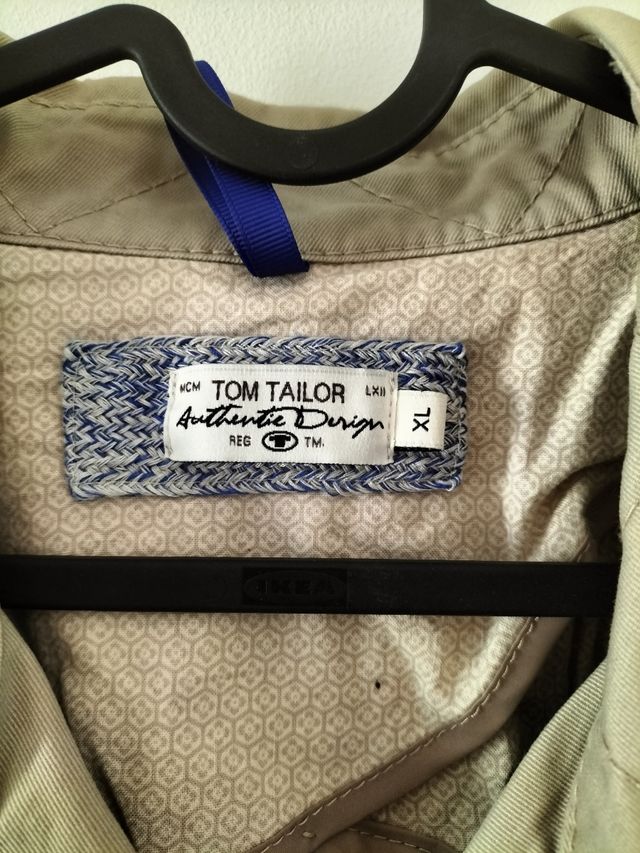 MCM TOM TAILOR LXII
Authentic Design
REG T TM.
XL
IKEA